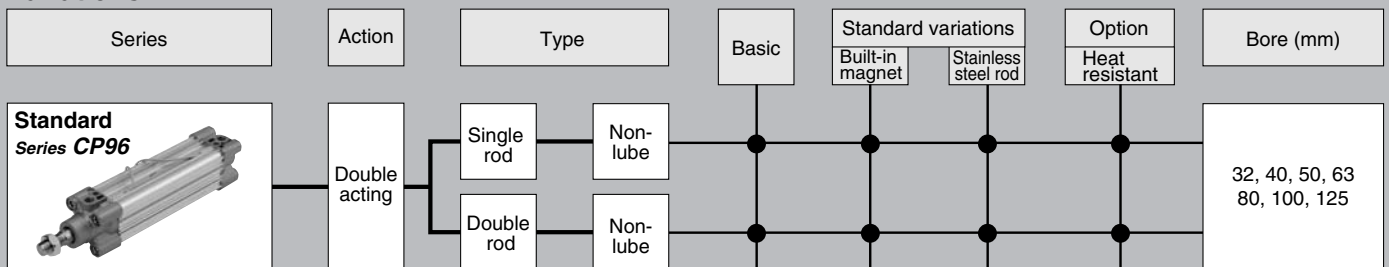 Series
Action
Type
Basic
Standard variations
Built-in
magnet
Stainless
steel rod
Option
Heat
resistant
Bore (mm)
Standard
Series CP96
Double
acting
Single
rod
Non-
lube
Double
rod
Non-
lube
32, 40, 50, 63
80, 100, 125